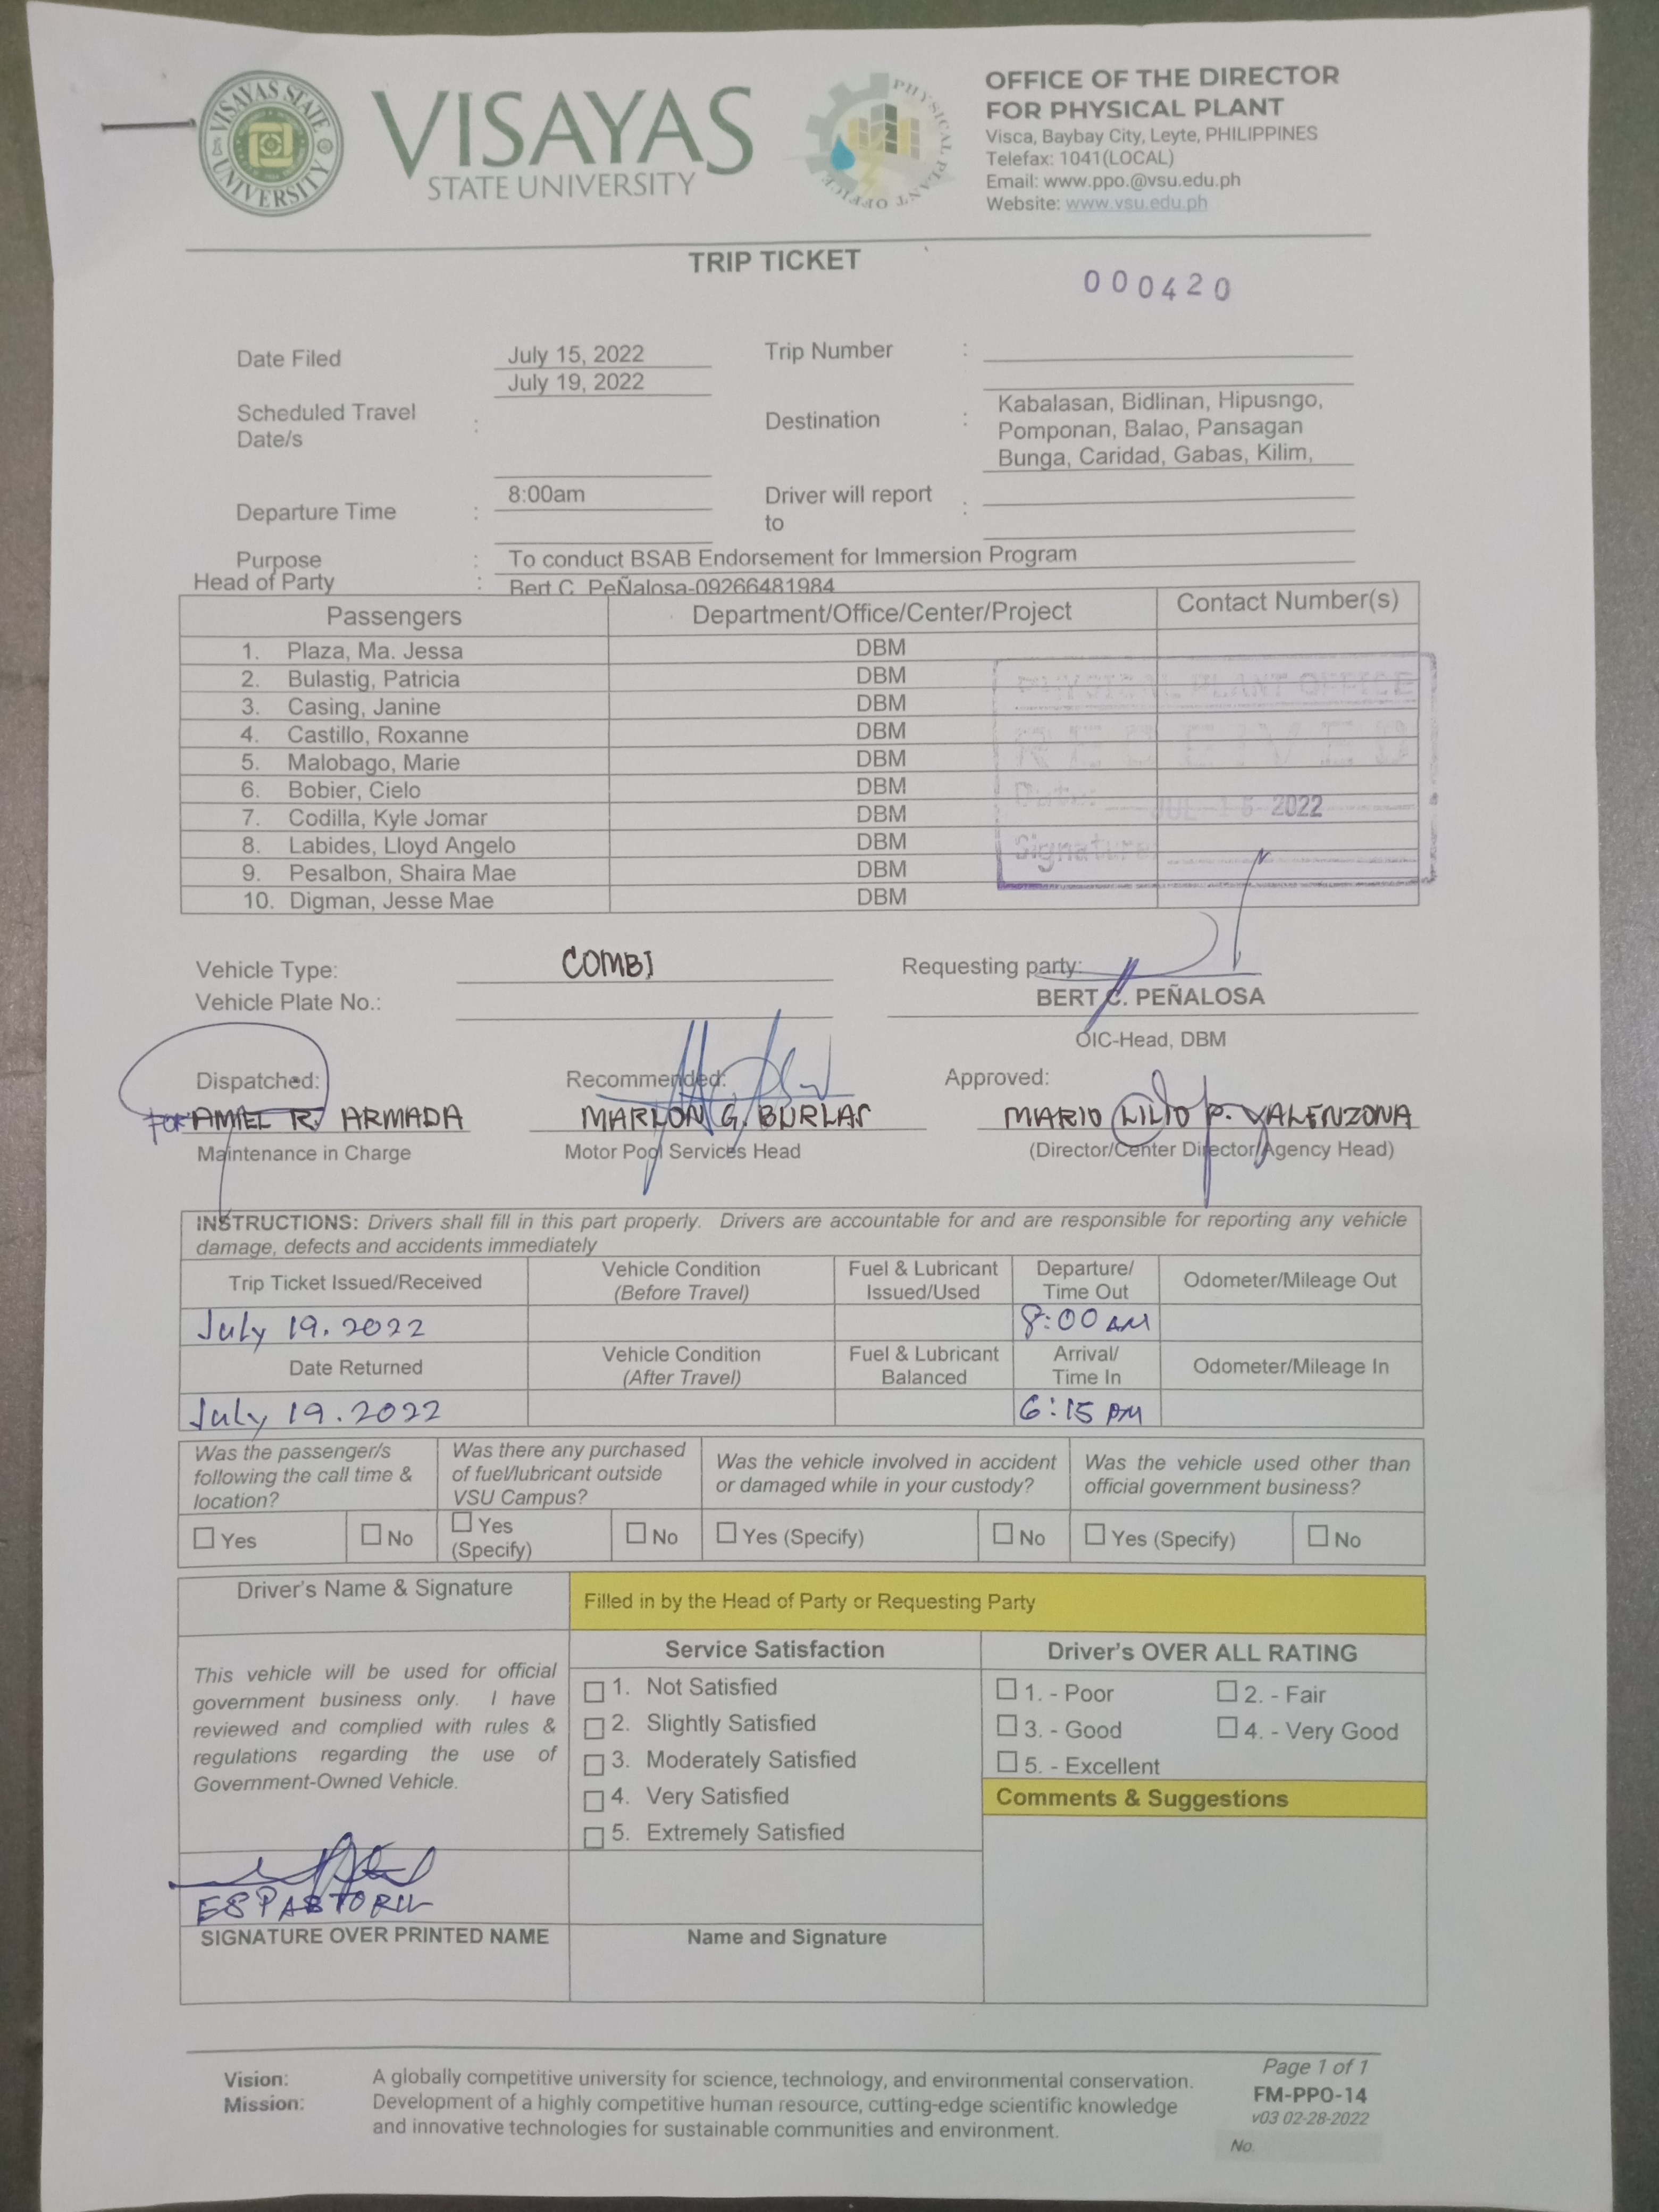 VISAYAS STATE UNIVERSITY
VISAYAS
STATE UNIVERSITY
PHYSICAL PLANT OFFICE
OFFICE OF THE DIRECTOR
FOR PHYSICAL PLANT
Visca, Baybay City, Leyte, PHILIPPINES
Telefax: 1041(LOCAL)
Email: www.ppo.@vsu.edu.ph
Website: www.vsu.edu.ph
TRIP TICKET
000420
Date Filed July 15, 2022 Trip Number :
July 19, 2022
Scheduled Travel Date/s : Destination : Kabalasan, Bidlinan, Hipusngo,
Pomponan, Balao, Pansagan
Bunga, Caridad, Gabas, Kilim,
Departure Time : 8:00am Driver will report to :
Purpose : To conduct BSAB Endorsement for Immersion Program
Head of Party : Bert C. PeÑalosa-09266481984
Passengers Department/Office/Center/Project Contact Number(s)
1. Plaza, Ma. Jessa DBM
2. Bulastig, Patricia DBM
3. Casing, Janine DBM
4. Castillo, Roxanne DBM
5. Malobago, Marie DBM
6. Bobier, Cielo DBM
7. Codilla, Kyle Jomar DBM
8. Labides, Lloyd Angelo DBM
9. Pesalbon, Shaira Mae DBM
10. Digman, Jesse Mae DBM
PHYSICAL PLANT OFFICE
RECEIVED
Date: JUL 15 2022
Signature:
Vehicle Type: COMBI Requesting party:
Vehicle Plate No.: BERT C. PEÑALOSA
OIC-Head, DBM
Dispatched: Recommended: Approved:
FOR AMIEL R. ARMADA MARLON G. BURLAS MARIO LILIO P. VALENZONA
Maintenance in Charge Motor Pool Services Head (Director/Center Director/Agency Head)
INSTRUCTIONS: Drivers shall fill in this part properly. Drivers are accountable for and are responsible for reporting any vehicle
damage, defects and accidents immediately
Trip Ticket Issued/Received Vehicle Condition (Before Travel) Fuel & Lubricant Issued/Used Departure/ Time Out Odometer/Mileage Out
July 19.2022 8:00 AM
Date Returned Vehicle Condition (After Travel) Fuel & Lubricant Balanced Arrival/ Time In Odometer/Mileage In
July 19.2022 6:15 PM
Was the passenger/s following the call time & location? Was there any purchased of fuel/lubricant outside VSU Campus? Was the vehicle involved in accident or damaged while in your custody? Was the vehicle used other than official government business?
Yes No Yes (Specify) No Yes (Specify) No Yes (Specify) No
Driver's Name & Signature Filled in by the Head of Party or Requesting Party
Service Satisfaction Driver's OVER ALL RATING
This vehicle will be used for official
government business only. I have
reviewed and complied with rules &
regulations regarding the use of
Government-Owned Vehicle.
1. Not Satisfied
2. Slightly Satisfied
3. Moderately Satisfied
4. Very Satisfied
5. Extremely Satisfied
1. - Poor 2. - Fair
3. - Good 4. - Very Good
5. - Excellent
Comments & Suggestions
SIGNATURE OVER PRINTED NAME Name and Signature
Vision: A globally competitive university for science, technology, and environmental conservation.
Mission: Development of a highly competitive human resource, cutting-edge scientific knowledge
and innovative technologies for sustainable communities and environment.
Page 1 of 1
FM-PPO-14
v03 02-28-2022
No.